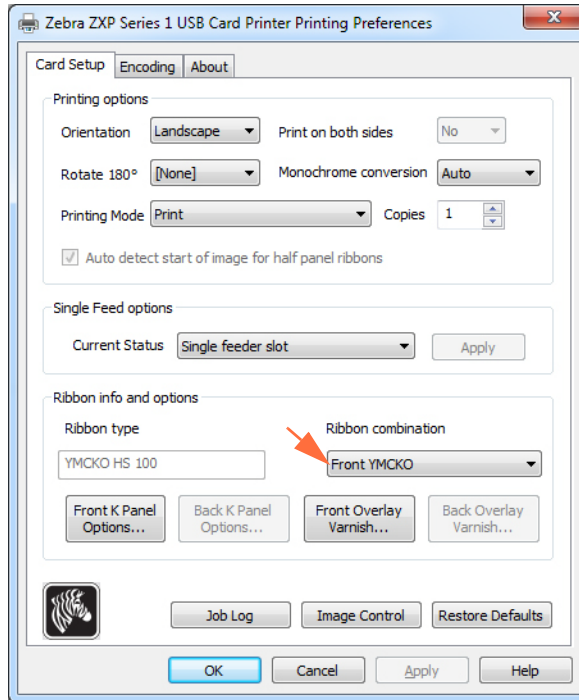 Zebra ZXP Series 1 USB Card Printer Printing Preferences
Card Setup Encoding About
Printing options
Orientation Landscape Print on both sides No
Rotate 180° [None] Monochrome conversion Auto
Printing Mode Print Copies 1
Auto detect start of image for half panel ribbons
Single Feed options
Current Status Single feeder slot Apply
Ribbon info and options
Ribbon type Ribbon combination
YMCKO HS 100 Front YMCKO
Front K Panel Back K Panel Front Overlay Back Overlay
Options... Options... Varnish... Varnish...
Job Log Image Control Restore Defaults
OK Cancel Apply Help